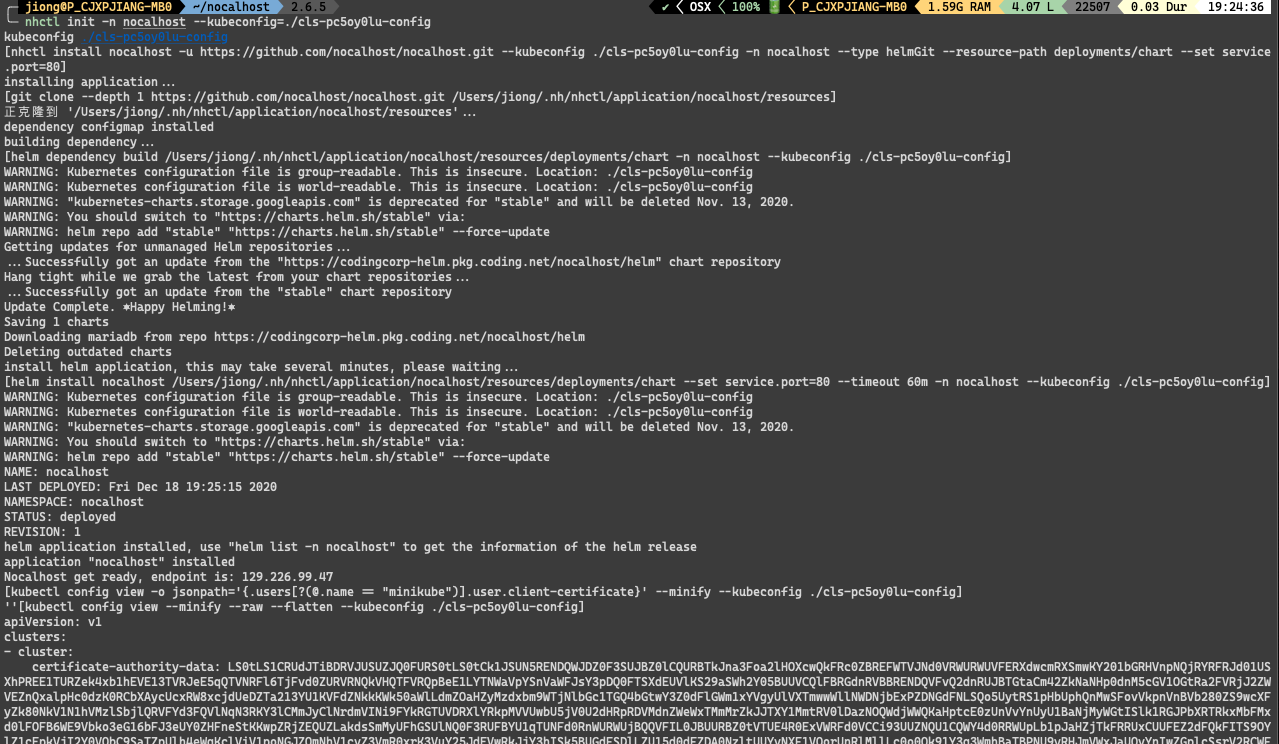 jiong@P_CJXPJIANG-MB0 ~/nocalhost 2.6.5 ✔ OSX 100% P_CJXPJIANG-MB0 1.59G RAM 4.07 L 22507 0.03 Dur 19:24:36
nhctl init -n nocalhost --kubeconfig=./cls-pc5oy0lu-config
kubeconfig ./cls-pc5oy0lu-config
[nhctl install nocalhost -u https://github.com/nocalhost/nocalhost.git --kubeconfig ./cls-pc5oy0lu-config -n nocalhost --type helmGit --resource-path deployments/chart --set service
.port=80]
installing application...
[git clone --depth 1 https://github.com/nocalhost/nocalhost.git /Users/jiong/.nh/nhctl/application/nocalhost/resources]
正克隆到 '/Users/jiong/.nh/nhctl/application/nocalhost/resources'...
dependency configmap installed
building dependency...
[helm dependency build /Users/jiong/.nh/nhctl/application/nocalhost/resources/deployments/chart -n nocalhost --kubeconfig ./cls-pc5oy0lu-config]
WARNING: Kubernetes configuration file is group-readable. This is insecure. Location: ./cls-pc5oy0lu-config
WARNING: Kubernetes configuration file is world-readable. This is insecure. Location: ./cls-pc5oy0lu-config
WARNING: "kubernetes-charts.storage.googleapis.com" is deprecated for "stable" and will be deleted Nov. 13, 2020.
WARNING: You should switch to "https://charts.helm.sh/stable" via:
WARNING: helm repo add "stable" "https://charts.helm.sh/stable" --force-update
Getting updates for unmanaged Helm repositories...
...Successfully got an update from the "https://codingcorp-helm.pkg.coding.net/nocalhost/helm" chart repository
Hang tight while we grab the latest from your chart repositories...
...Successfully got an update from the "stable" chart repository
Update Complete. *Happy Helming!*
Saving 1 charts
Downloading mariadb from repo https://codingcorp-helm.pkg.coding.net/nocalhost/helm
Deleting outdated charts
install helm application, this may take several minutes, please waiting...
[helm install nocalhost /Users/jiong/.nh/nhctl/application/nocalhost/resources/deployments/chart --set service.port=80 --timeout 60m -n nocalhost --kubeconfig ./cls-pc5oy0lu-config]
WARNING: Kubernetes configuration file is group-readable. This is insecure. Location: ./cls-pc5oy0lu-config
WARNING: Kubernetes configuration file is world-readable. This is insecure. Location: ./cls-pc5oy0lu-config
WARNING: "kubernetes-charts.storage.googleapis.com" is deprecated for "stable" and will be deleted Nov. 13, 2020.
WARNING: You should switch to "https://charts.helm.sh/stable" via:
WARNING: helm repo add "stable" "https://charts.helm.sh/stable" --force-update
NAME: nocalhost
LAST DEPLOYED: Fri Dec 18 19:25:15 2020
NAMESPACE: nocalhost
STATUS: deployed
REVISION: 1
helm application installed, use "helm list -n nocalhost" to get the information of the helm release
application "nocalhost" installed
Nocalhost get ready, endpoint is: 129.226.99.47
[kubectl config view -o jsonpath='{.users[?(@.name == "minikube")].user.client-certificate}' --minify --kubeconfig ./cls-pc5oy0lu-config]
''[kubectl config view --minify --raw --flatten --kubeconfig ./cls-pc5oy0lu-config]
apiVersion: v1
clusters:
- cluster:
certificate-authority-data: